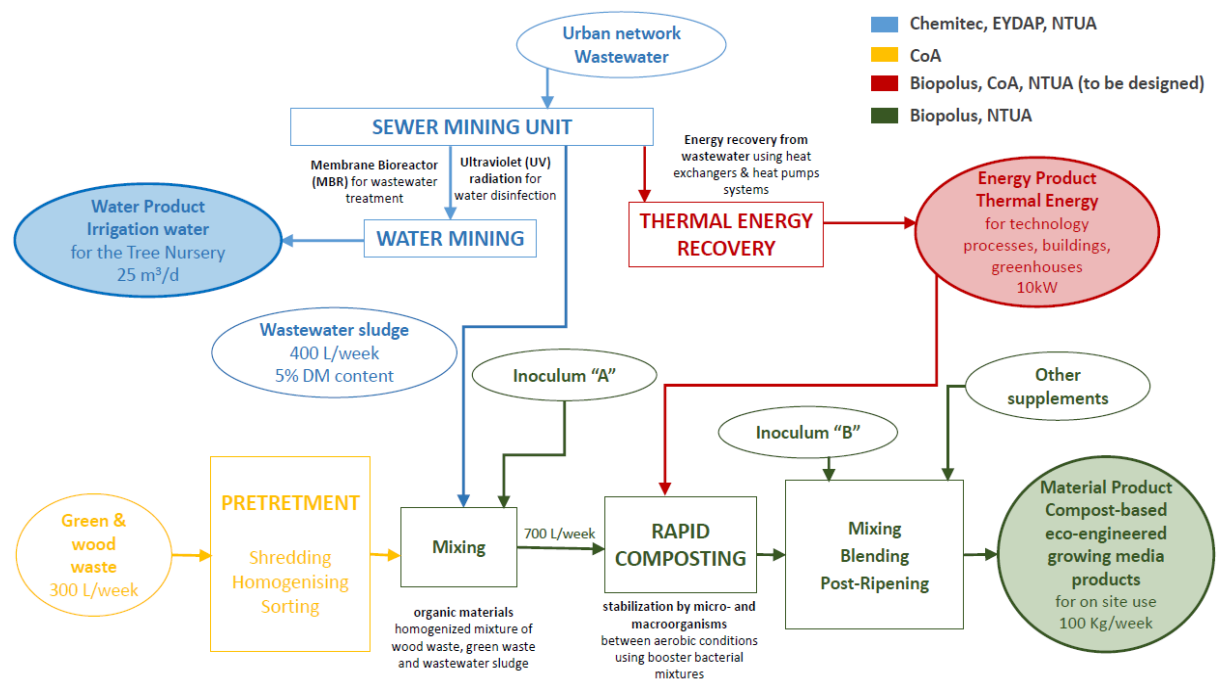 Urban network
Wastewater
Chemitec, EYDAP, NTUA
CoA
Biopolus, CoA, NTUA (to be designed)
Biopolus, NTUA
SEWER MINING UNIT
Membrane Bioreactor
(MBR) for wastewater
treatment
Ultraviolet (UV)
radiation for
water disinfection
Energy recovery from
wastewater using heat
exchangers & heat pumps
systems
Water Product
Irrigation water
for the Tree Nursery
25 m³/d
WATER MINING
THERMAL ENERGY
RECOVERY
Energy Product
Thermal Energy
for technology
processes, buildings,
greenhouses
10kW
Wastewater sludge
400 L/week
5% DM content
Inoculum “A”
Other
supplements
Inoculum “B”
Green &
wood
waste
300 L/week
PRETRETMENT
Shredding
Homogenising
Sorting
Mixing
700 L/week
RAPID
COMPOSTING
Mixing
Blending
Post-Ripening
Material Product
Compost-based
eco-engineered
growing media
products
for on site use
100 Kg/week
organic materials
homogenized mixture of
wood waste, green waste
and wastewater sludge
stabilization by micro- and
macroorganisms
between aerobic conditions
using booster bacterial
mixtures